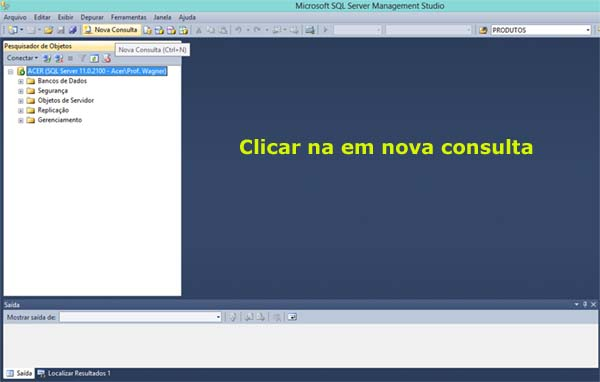 Microsoft SQL Server Management Studio
Arquivo Editar Exibir Depurar Ferramentas Janela Ajuda
Nova Consulta PRODUTOS
Pesquisador de Objetos
Nova Consulta (Ctrl+N)
Conectar
ACER (SQL Server 11.0.2100 - Acer\Prof. Wagner)
Bancos de Dados
Segurança
Objetos de Servidor
Replicação
Gerenciamento
Clicar na em nova consulta
Saída
Mostrar saída de:
Saída Localizar Resultados 1